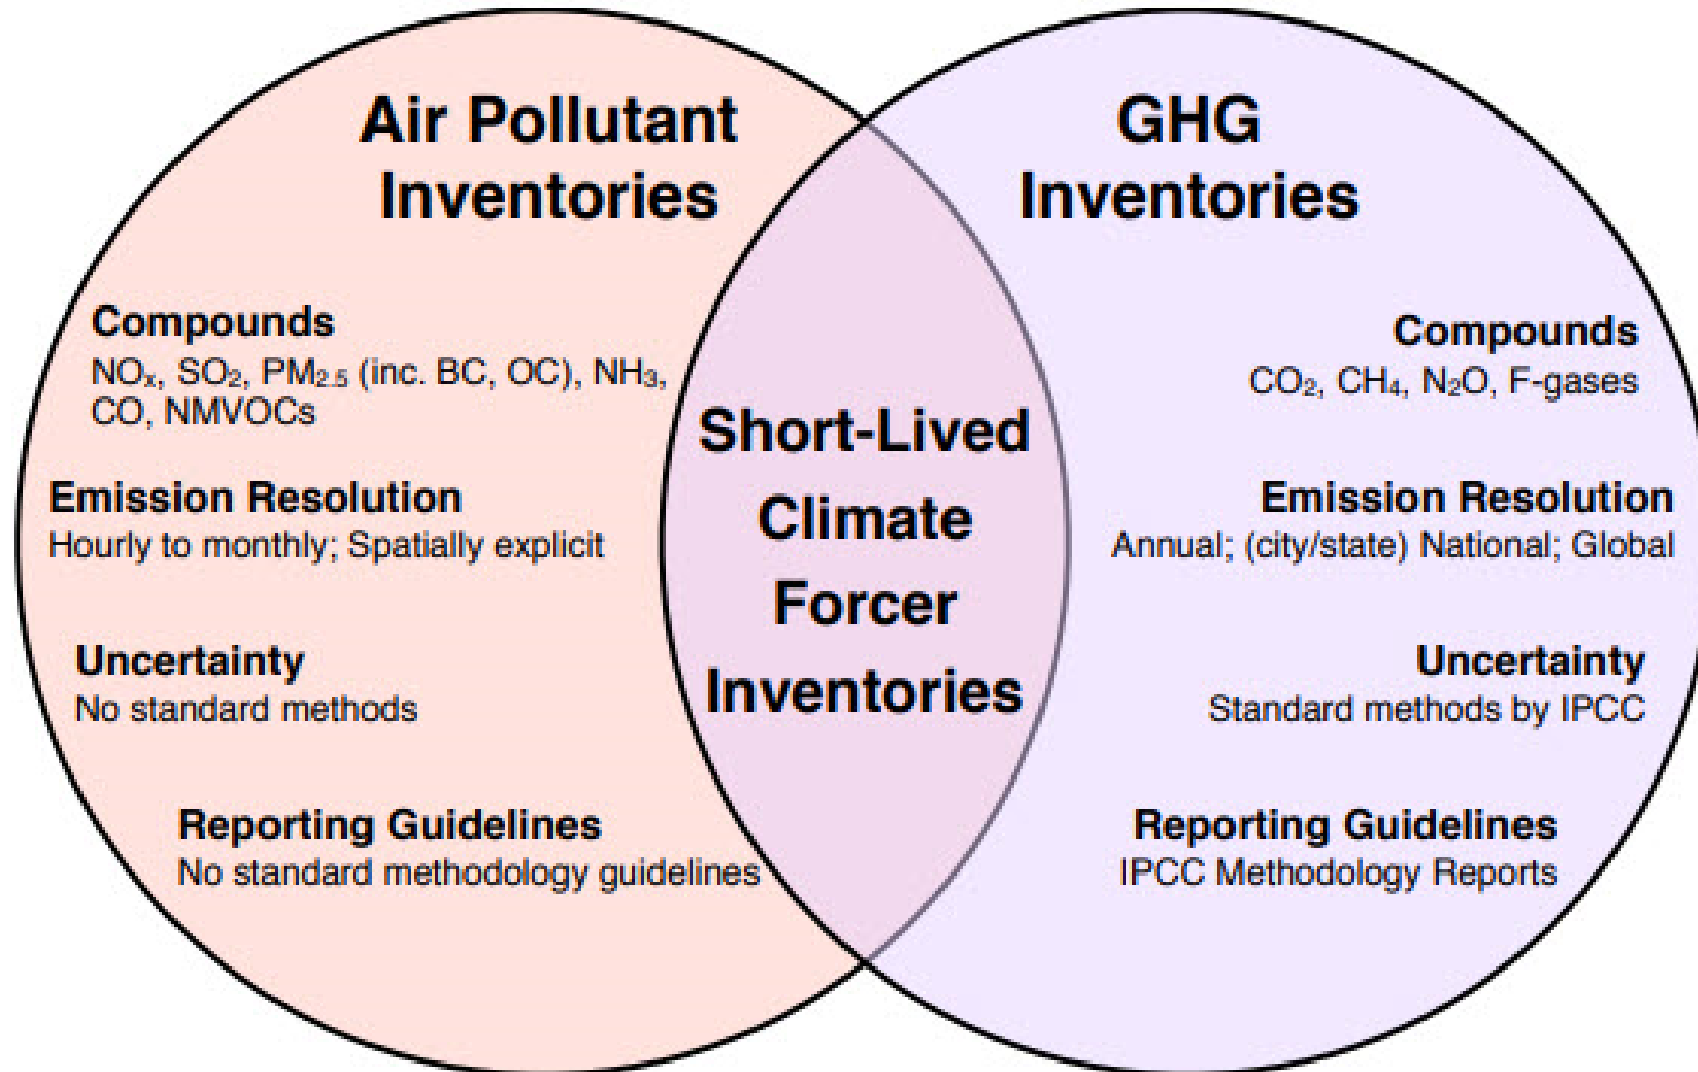 Air Pollutant
Inventories
Compounds
NOₓ, SO₂, PM₂.₅ (inc. BC, OC), NH₃,
CO, NMVOCs
Emission Resolution
Hourly to monthly; Spatially explicit
Uncertainty
No standard methods
Reporting Guidelines
No standard methodology guidelines
Short-Lived
Climate
Forcer
Inventories
GHG
Inventories
Compounds
CO₂, CH₄, N₂O, F-gases
Emission Resolution
Annual; (city/state) National; Global
Uncertainty
Standard methods by IPCC
Reporting Guidelines
IPCC Methodology Reports